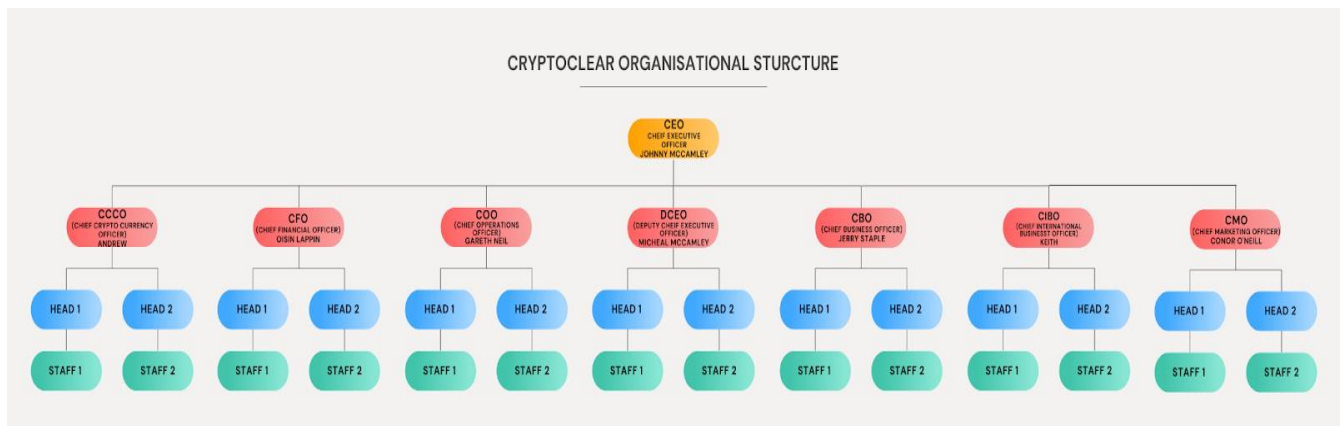 CRYPTOCLEAR ORGANISATIONAL STURCTURE
CEO
CHEIF EXECUTIVE
OFFICER
JOHNNY MCCAMLEY
CCCO
(CHIEF CRYPTO CURRENCY
OFFICER)
ANDREW
CFO
(CHIEF FINANCIAL OFFICER)
OISIN LAPPIN
COO
(CHIEF OPPERATIONS
OFFICER)
GARETH NEIL
DCEO
(DEPUTY CHEIF EXECUTIVE
OFFICER)
MICHEAL MCCAMLEY
CBO
(CHIEF BUSINESS OFFICER)
JERRY STAPLE
CIBO
(CHIEF INTERNATIONAL
BUSINESST OFFICER)
KEITH
CMO
(CHIEF MARKETING OFFICER)
CONOR O'NEILL
HEAD 1
HEAD 2
HEAD 1
HEAD 2
HEAD 1
HEAD 2
HEAD 1
HEAD 2
HEAD 1
HEAD 2
HEAD 1
HEAD 2
HEAD 1
HEAD 2
STAFF 1
STAFF 2
STAFF 1
STAFF 2
STAFF 1
STAFF 2
STAFF 1
STAFF 2
STAFF 1
STAFF 2
STAFF 1
STAFF 2
STAFF 1
STAFF 2